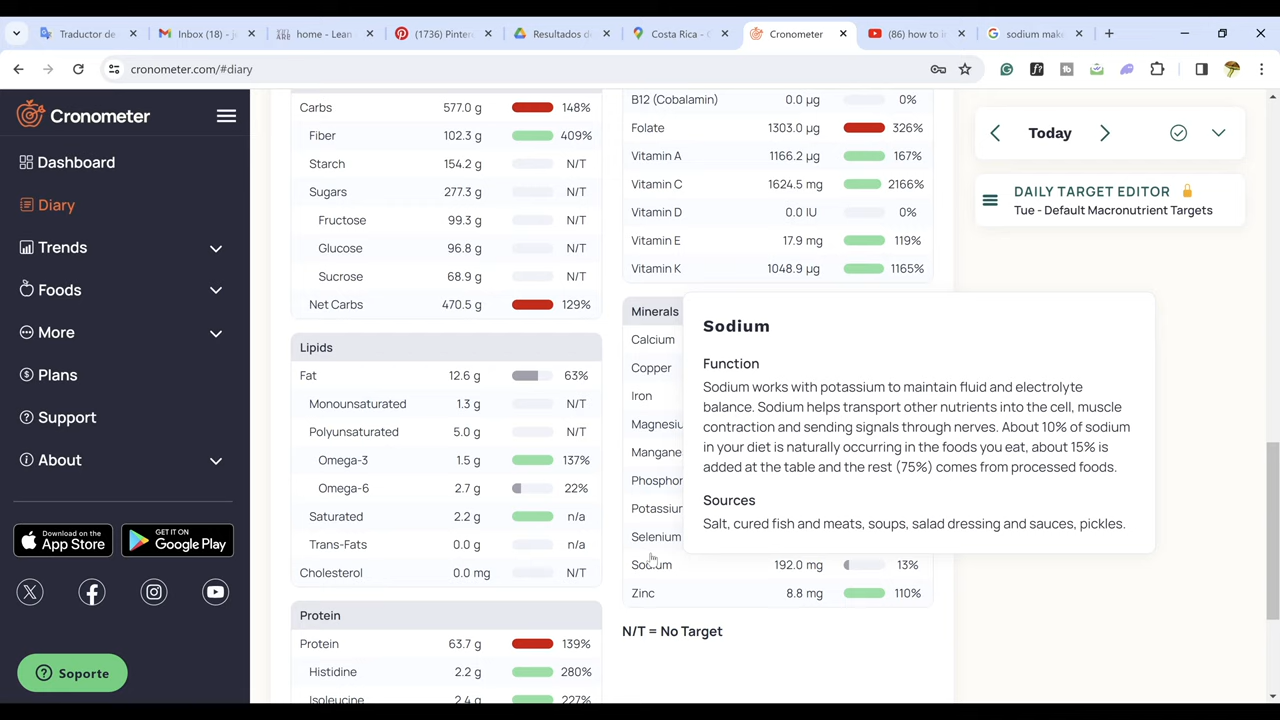 Traductor de
Inbox (18) - j
home - Lean
(1736) Pinter
Resultados de
Costa Rica - G
Cronometer
(86) how to in
sodium make
cronometer.com/#diary
Cronometer
Dashboard
Diary
Trends
Foods
More
Plans
Support
About
Download on the
App Store
GET IT ON
Google Play
Soporte
Carbs 577.0 g 148%
Fiber 102.3 g 409%
Starch 154.2 g N/T
Sugars 277.3 g N/T
Fructose 99.3 g N/T
Glucose 96.8 g N/T
Sucrose 68.9 g N/T
Net Carbs 470.5 g 129%
Lipids
Fat 12.6 g 63%
Monounsaturated 1.3 g N/T
Polyunsaturated 5.0 g N/T
Omega-3 1.5 g 137%
Omega-6 2.7 g 22%
Saturated 2.2 g n/a
Trans-Fats 0.0 g n/a
Cholesterol 0.0 mg N/T
Protein
Protein 63.7 g 139%
Histidine 2.2 g 280%
Isoleucine 2.4 g 227%
B12 (Cobalamin) 0.0 µg 0%
Folate 1303.0 µg 326%
Vitamin A 1166.2 µg 167%
Vitamin C 1624.5 mg 2166%
Vitamin D 0.0 IU 0%
Vitamin E 17.9 mg 119%
Vitamin K 1048.9 µg 1165%
Minerals
Calcium
Copper
Iron
Magnesiu
Mangane
Phosphor
Potassium
Selenium
Sodium 192.0 mg 13%
Zinc 8.8 mg 110%
N/T = No Target
Sodium
Function
Sodium works with potassium to maintain fluid and electrolyte
balance. Sodium helps transport other nutrients into the cell, muscle
contraction and sending signals through nerves. About 10% of sodium
in your diet is naturally occurring in the foods you eat, about 15% is
added at the table and the rest (75%) comes from processed foods.
Sources
Salt, cured fish and meats, soups, salad dressing and sauces, pickles.
Today
DAILY TARGET EDITOR
Tue - Default Macronutrient Targets